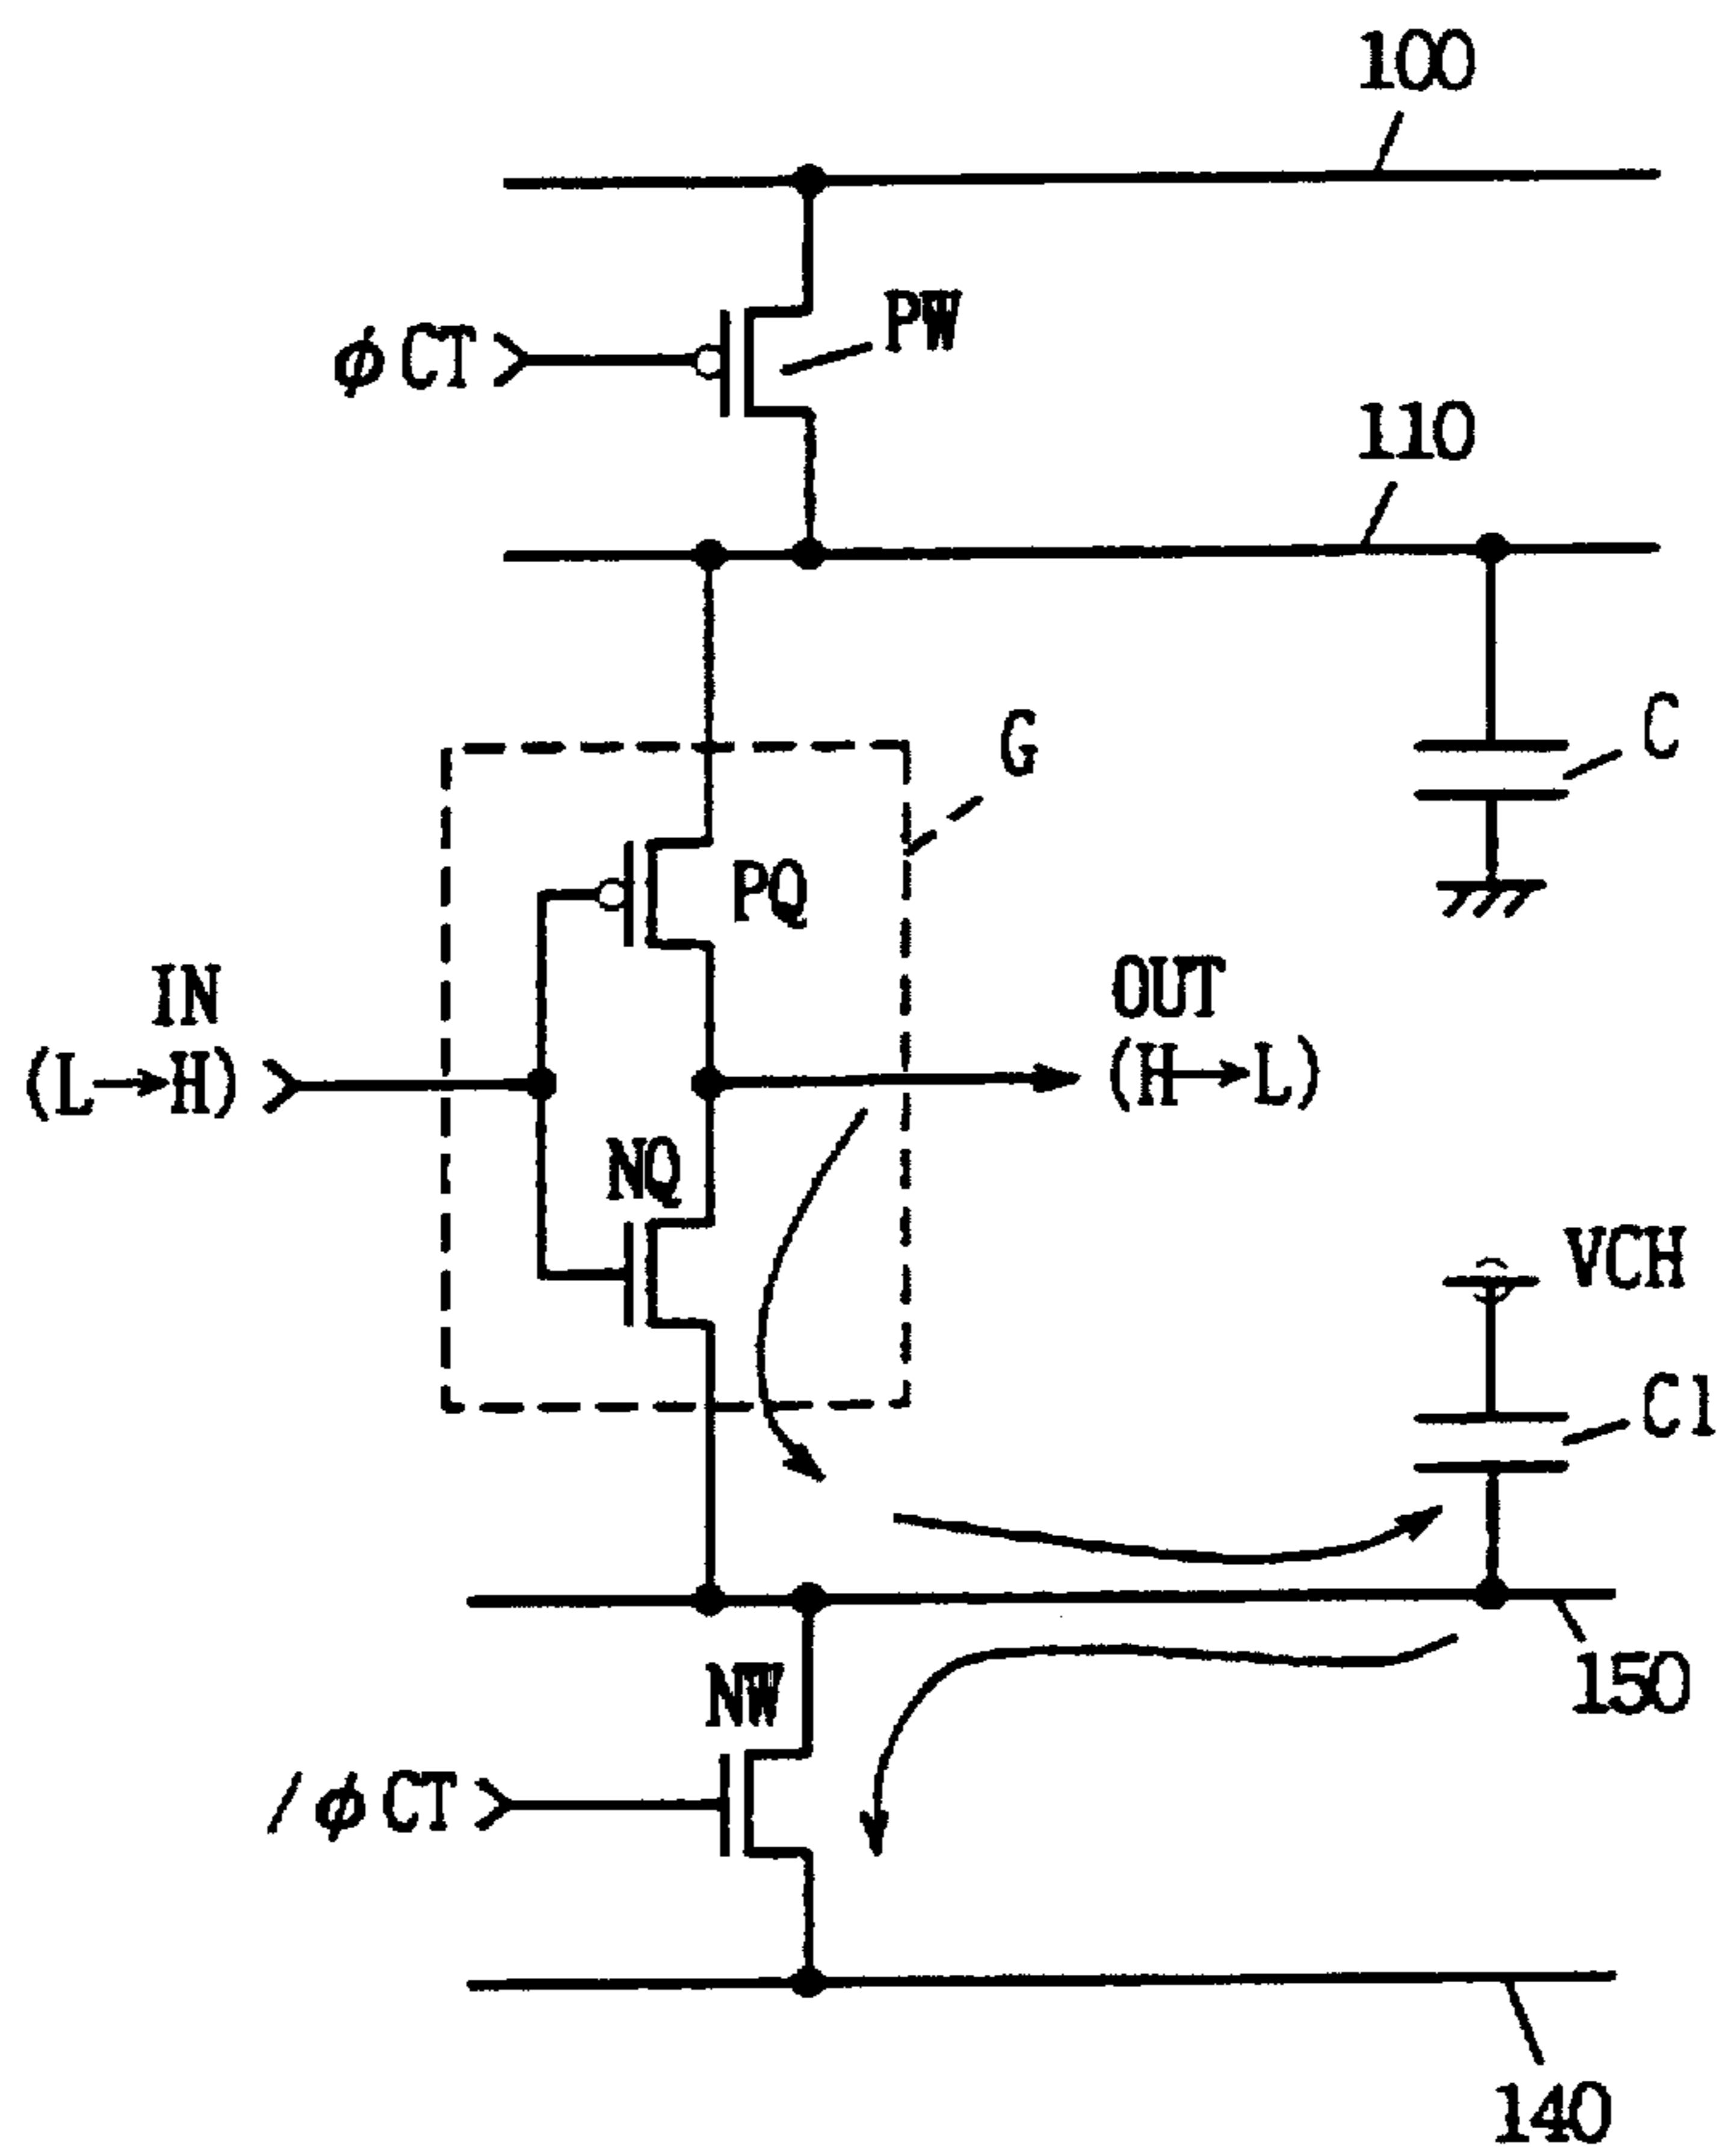 100
φCT
PW
110
G
C
PQ
IN
(L→H)
OUT
(H→L)
NQ
VCH
C1
150
NW
/φCT
140